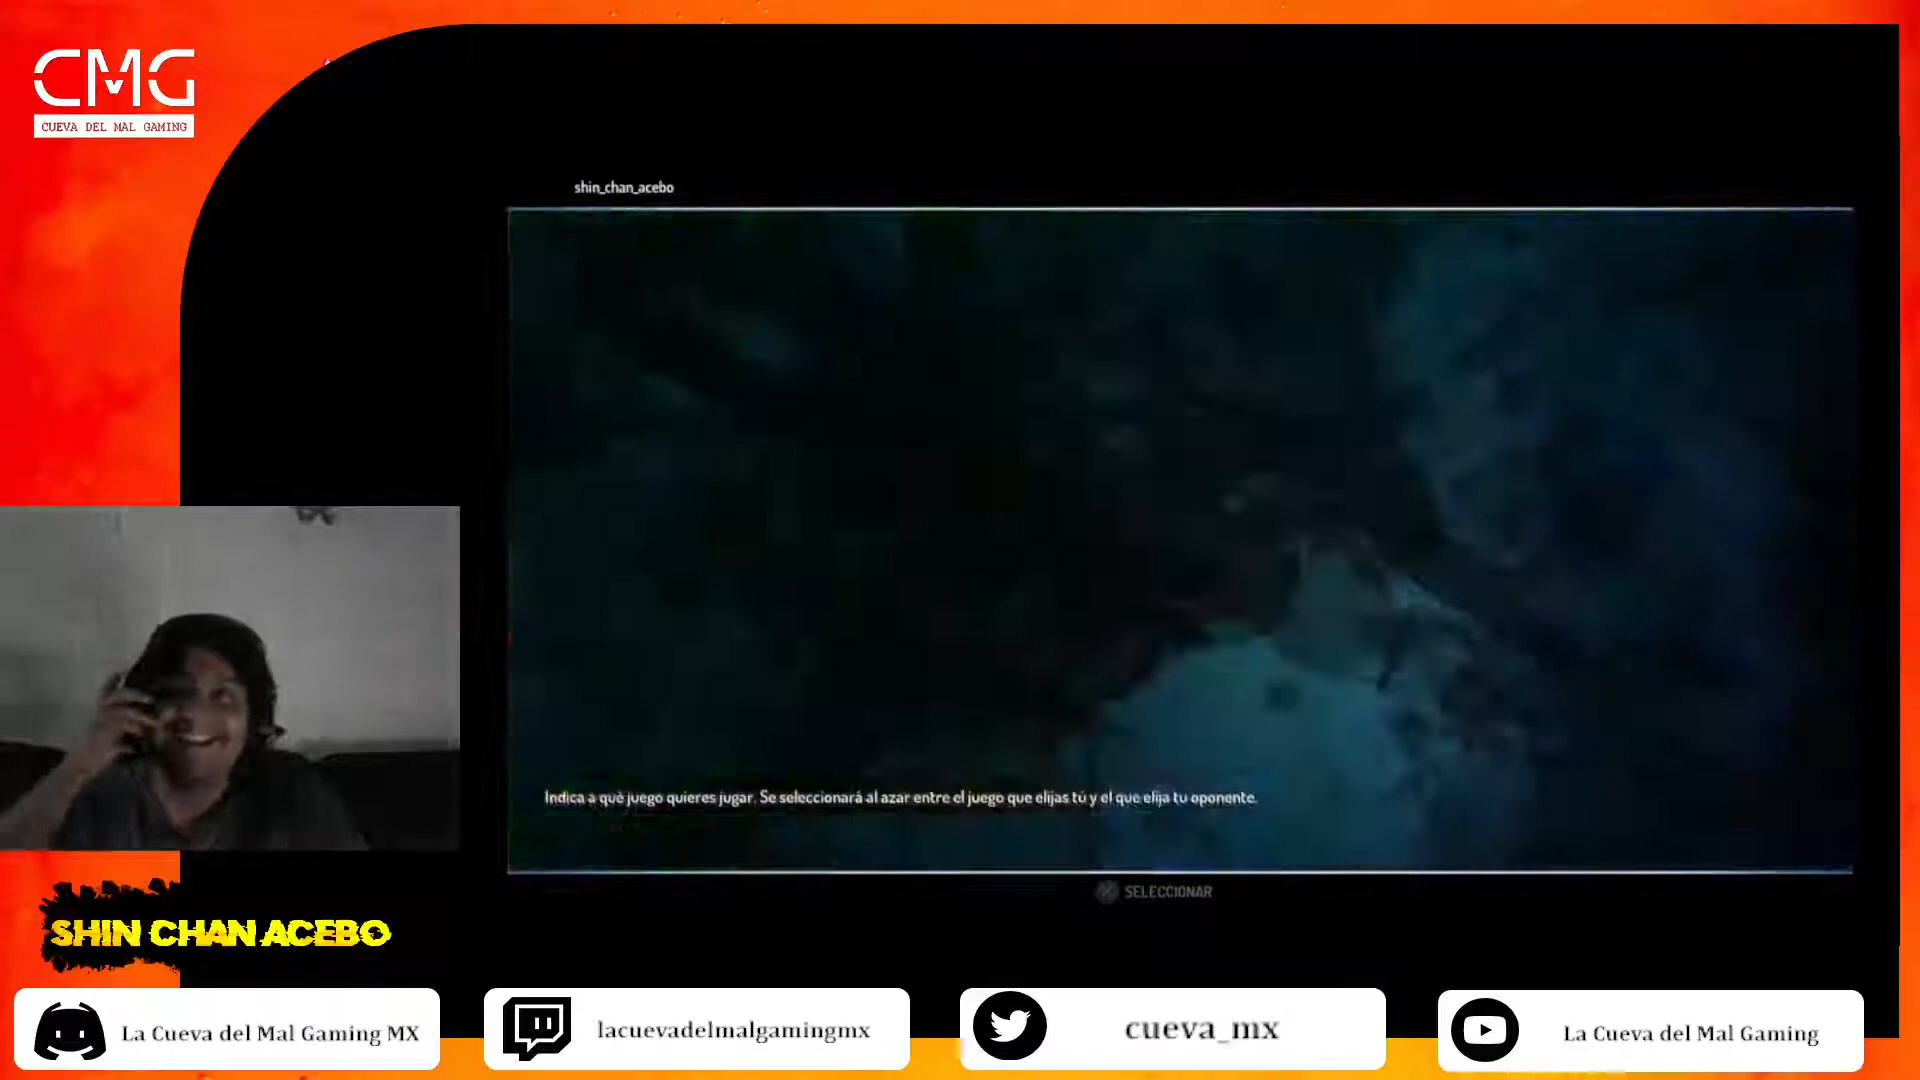 CMG
CUEVA DEL MAL GAMING
shin_chan_acebo
Indica a qué juego quieres jugar. Se seleccionará al azar entre el juego que elijas tú y el que elija tu oponente.
SELECCIONAR
SHIN CHAN ACEBO
La Cueva del Mal Gaming MX
lacuevadelmalgamingmx
cueva_mx
La Cueva del Mal Gaming